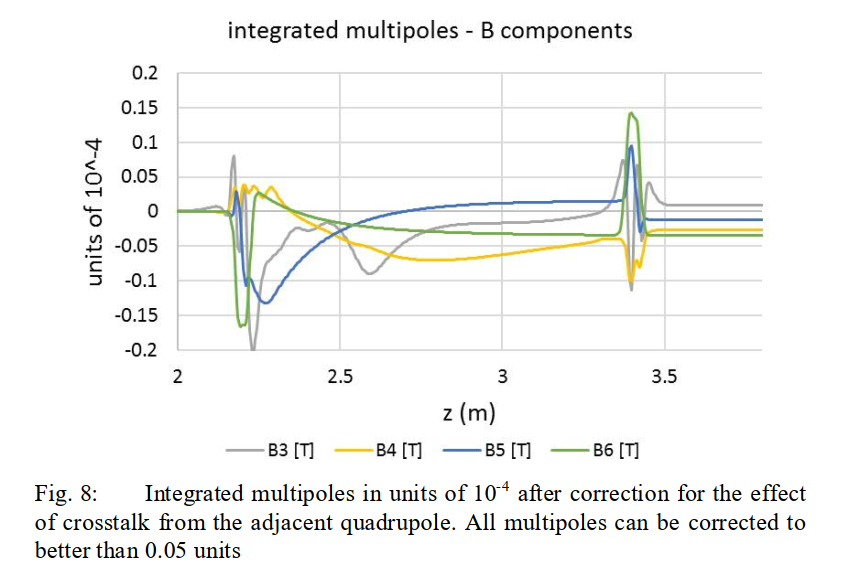 integrated multipoles - B components
0.2
0.15
0.1
0.05
0
-0.05
-0.1
-0.15
-0.2
units of 10^-4
2 2.5 3 3.5
z (m)
B3 [T] B4 [T] B5 [T] B6 [T]
Fig. 8: Integrated multipoles in units of 10-4 after correction for the effect
of crosstalk from the adjacent quadrupole. All multipoles can be corrected to
better than 0.05 units